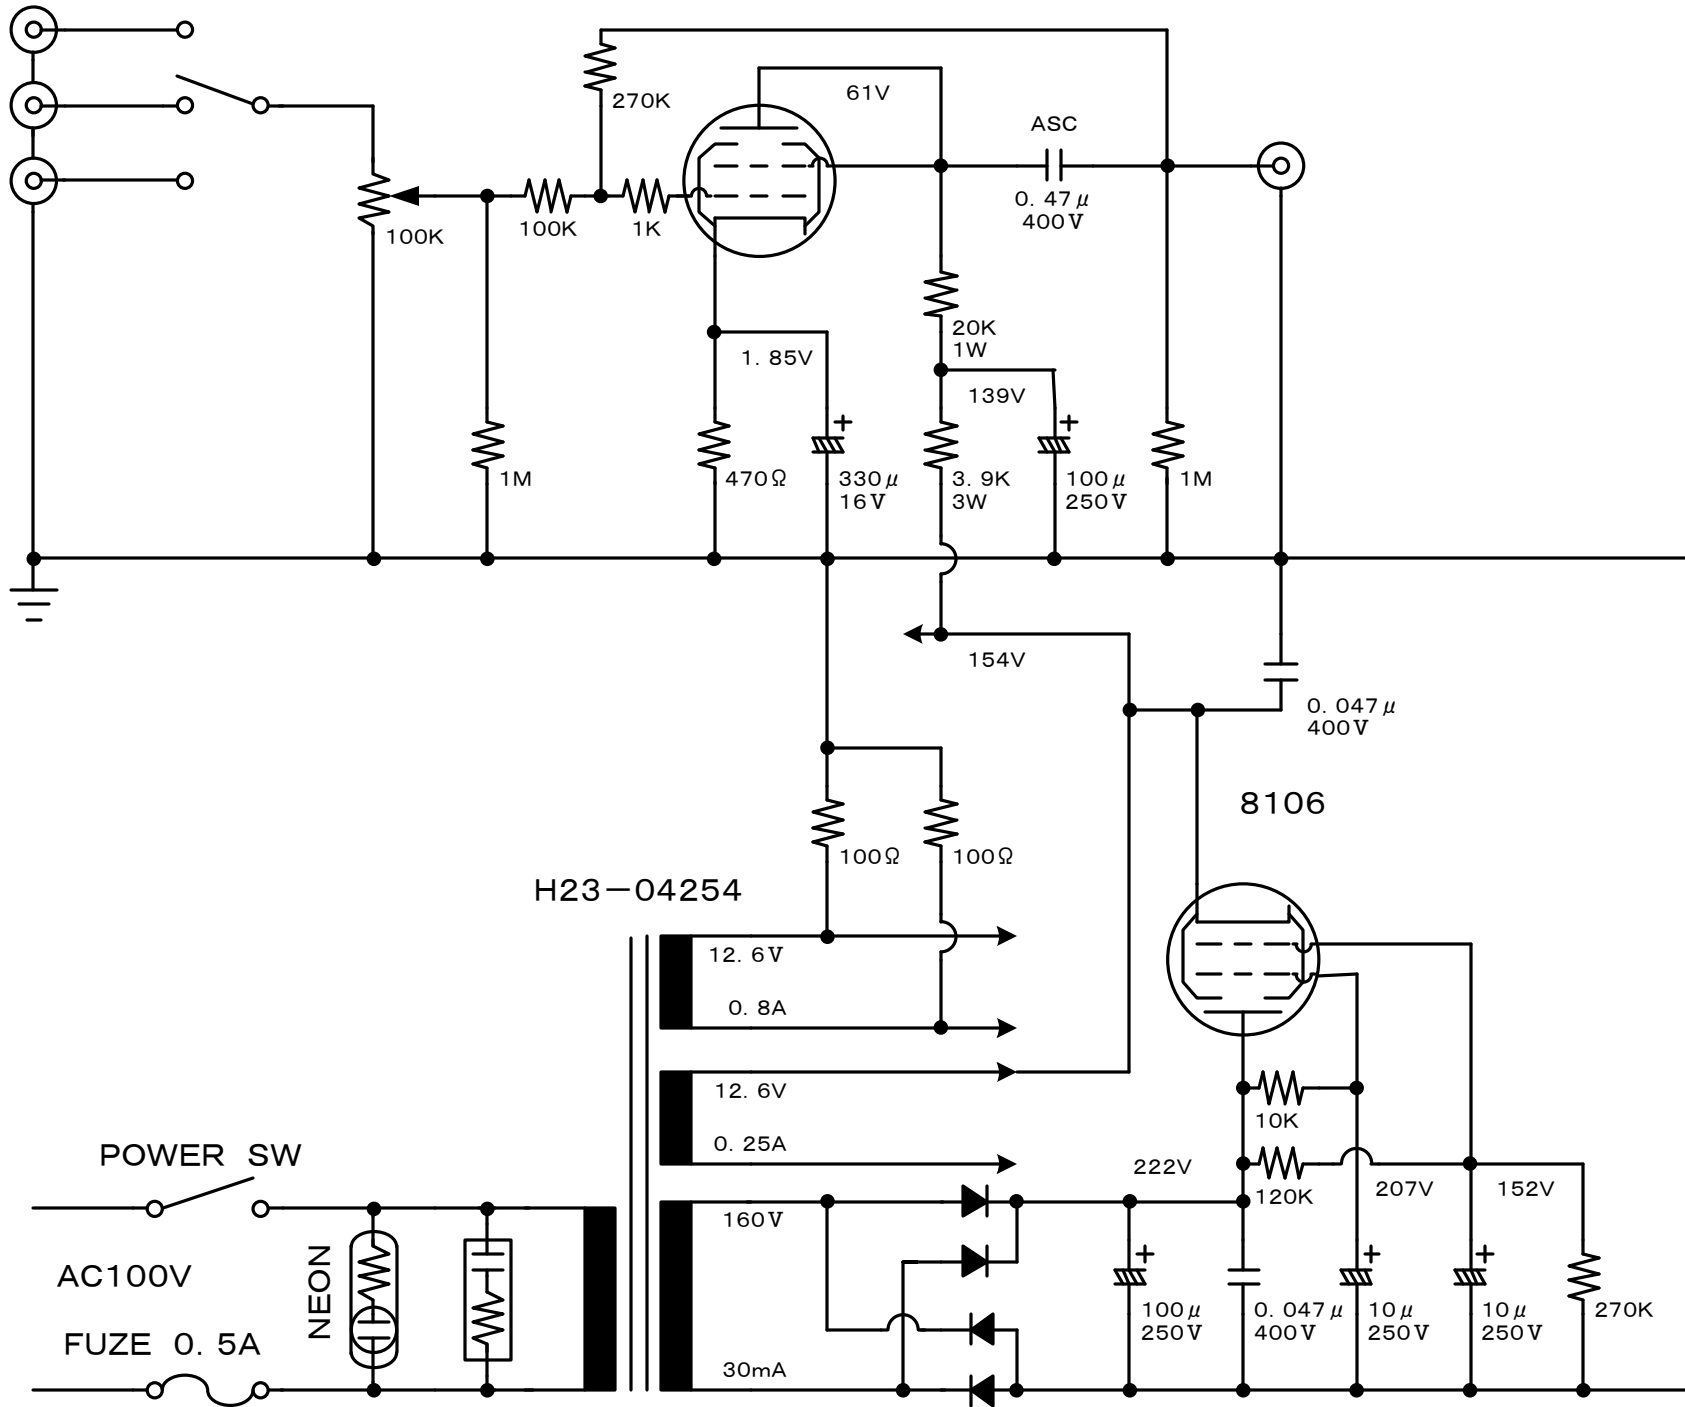 61V
270K
ASC
0. 47μ
400V
100K
100K
1K
20K
1W
1. 85V
139V
1M
470Ω
330μ
16V
3. 9K
3W
100μ
250V
1M
154V
0. 047μ
400V
8106
100Ω
100Ω
H23−04254
12. 6V
0. 8A
12. 6V
0. 25A
10K
POWER SW
222V
120K
207V
152V
160V
AC100V
NEON
100μ
250V
0. 047μ
400V
10μ
250V
10μ
250V
270K
FUZE 0. 5A
30mA